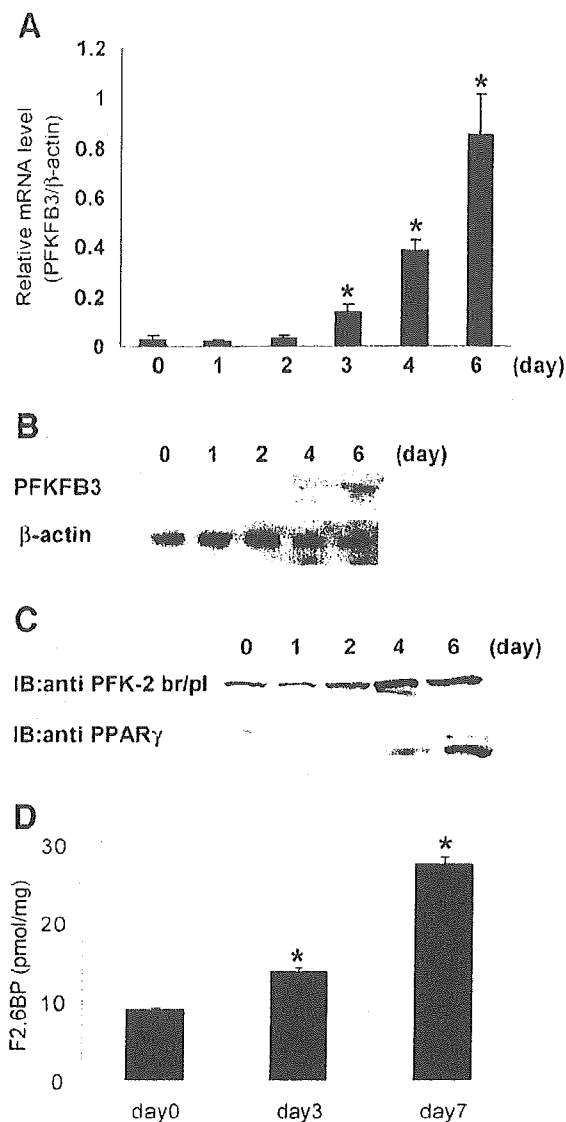 A
Relative mRNA level
(PFKFB3/β-actin)
1.2
1
0.8
0.6
0.4
0.2
0
* * *
0 1 2 3 4 6 (day)
B
0 1 2 4 6 (day)
PFKFB3
β-actin
C
0 1 2 4 6 (day)
IB:anti PFK-2 br/pl
IB:anti PPARγ
D
F2.6BP (pmol/mg)
30
20
10
0
* *
day0 day3 day7